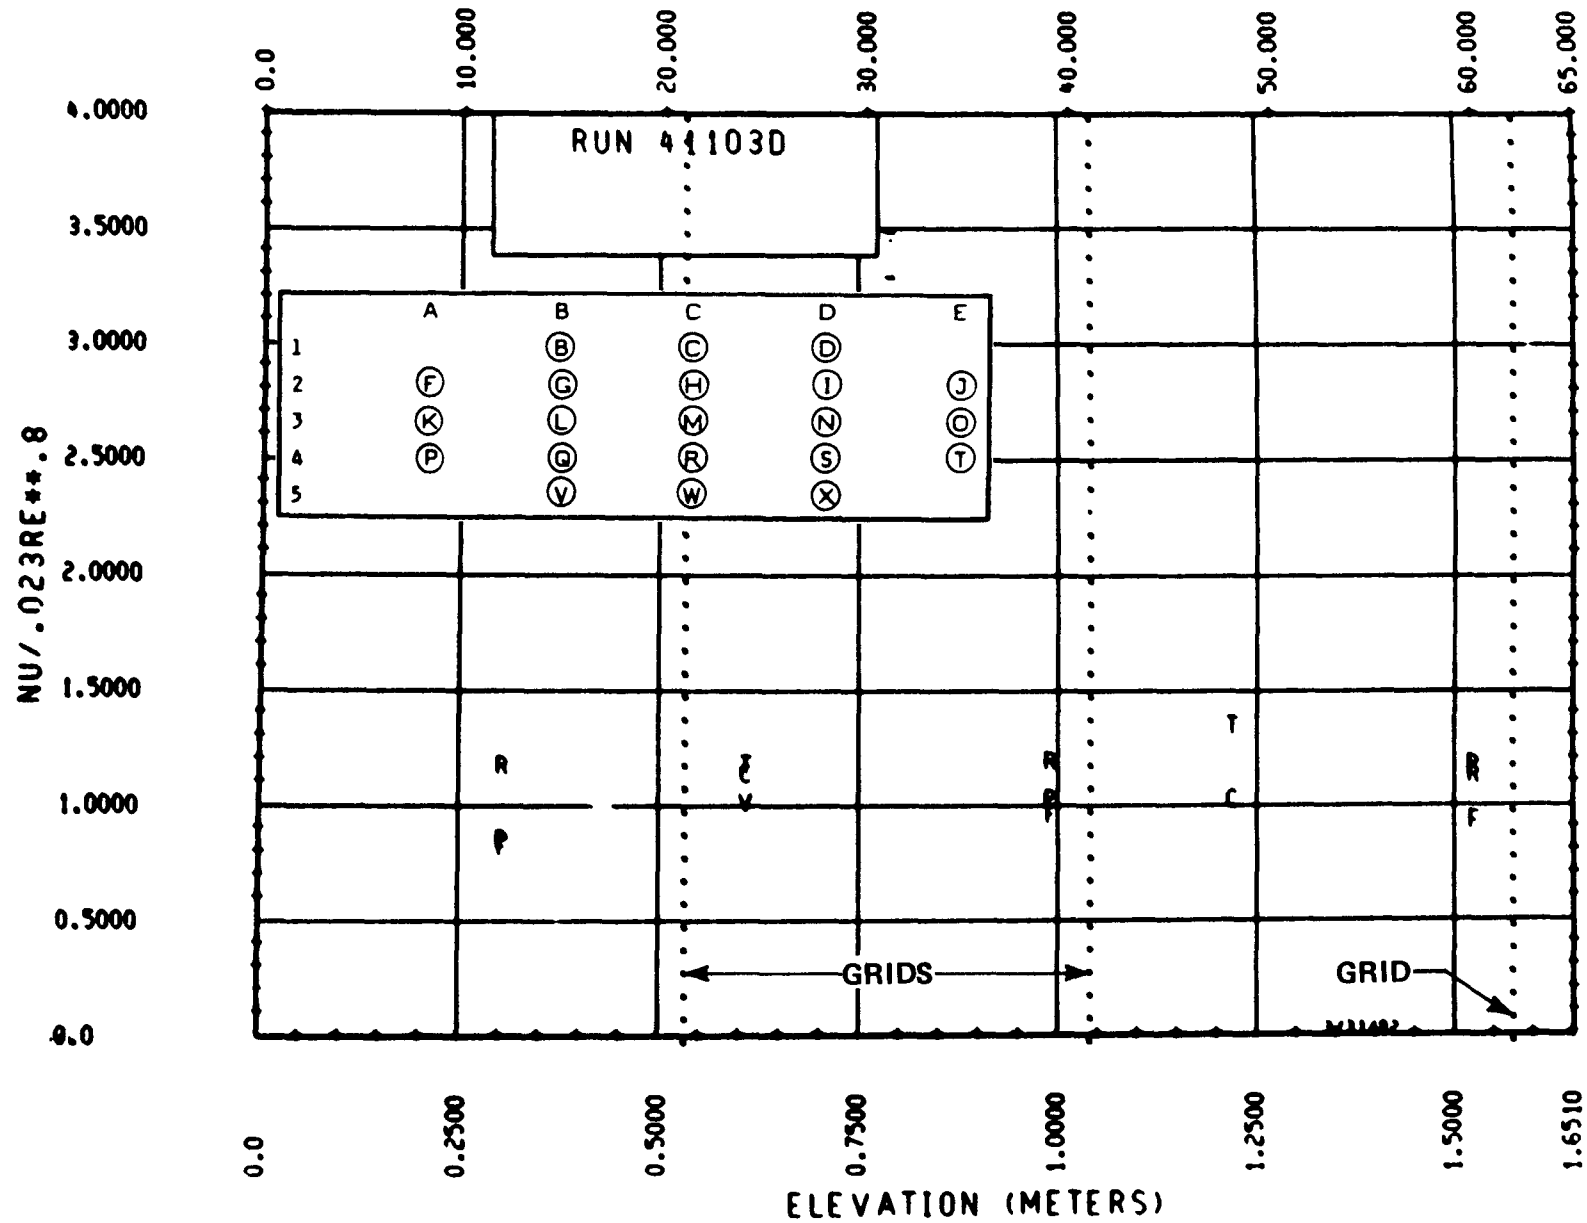 0.0 10.000 20.000 30.000 40.000 50.000 60.000 65.000
4.0000
RUN 41103D
3.5000
A B C D E
3.0000
1 B C D
2 F G H I J
3 K L M N O
4 P Q R S T
5 V W X
2.5000
NU/.023RE**.8
2.0000
1.5000
T
R C R R
1.0000
V P C F
P
0.5000
GRIDS GRID
0.0
0.0 0.2500 0.5000 0.7500 1.0000 1.2500 1.5000 1.6510
ELEVATION (METERS)